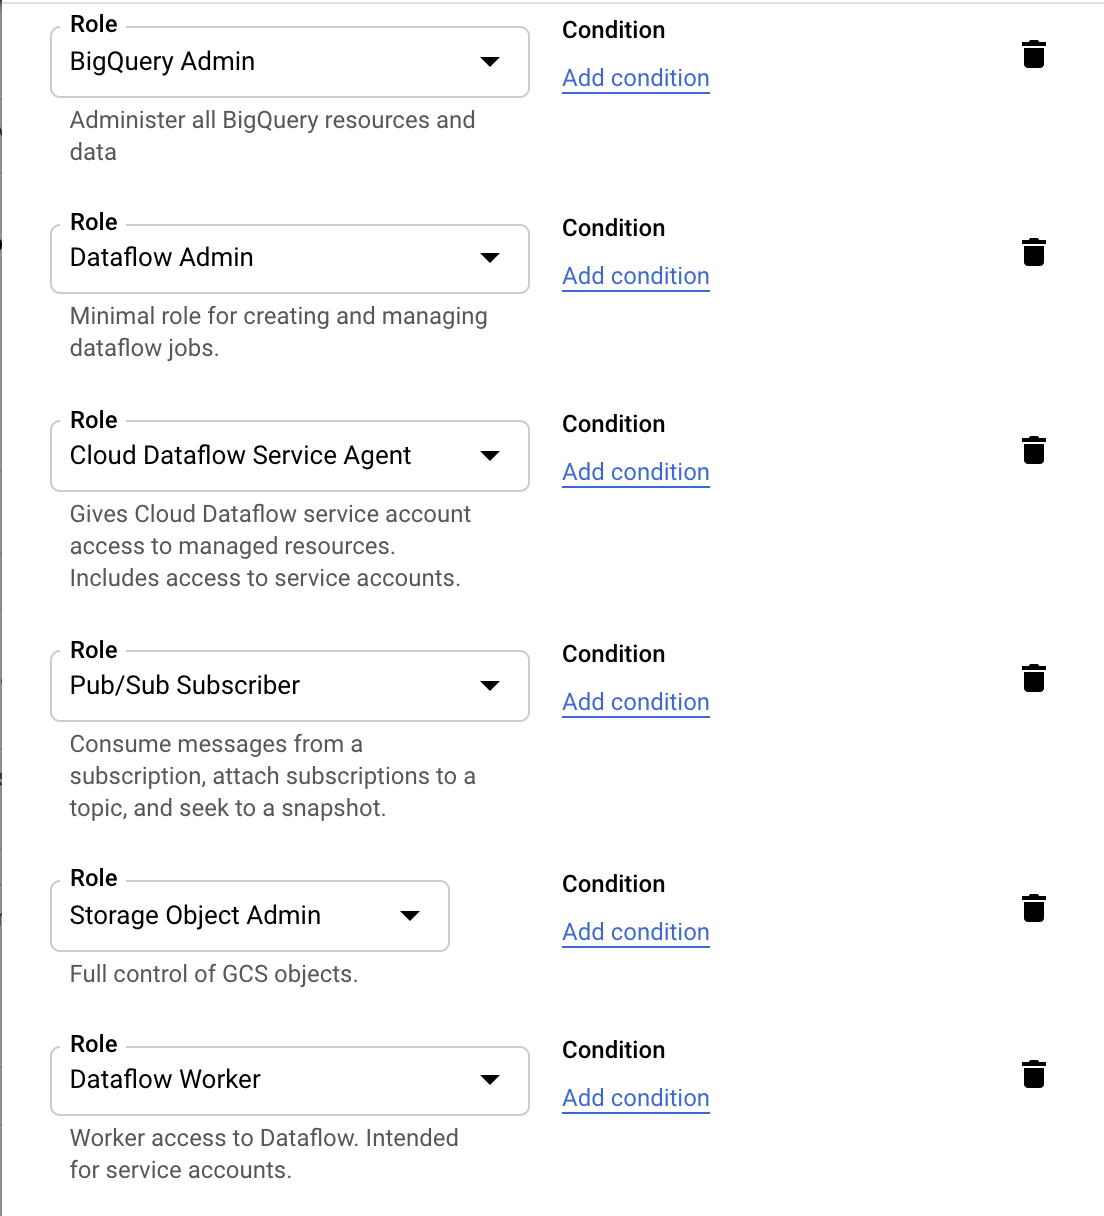 Role
Condition
BigQuery Admin
Add condition
Administer all BigQuery resources and
data
Role
Condition
Dataflow Admin
Add condition
Minimal role for creating and managing
dataflow jobs.
Role
Condition
Cloud Dataflow Service Agent
Add condition
Gives Cloud Dataflow service account
access to managed resources.
Includes access to service accounts.
Role
Condition
Pub/Sub Subscriber
Add condition
Consume messages from a
subscription, attach subscriptions to a
topic, and seek to a snapshot.
Role
Condition
Storage Object Admin
Add condition
Full control of GCS objects.
Role
Condition
Dataflow Worker
Add condition
Worker access to Dataflow. Intended
for service accounts.